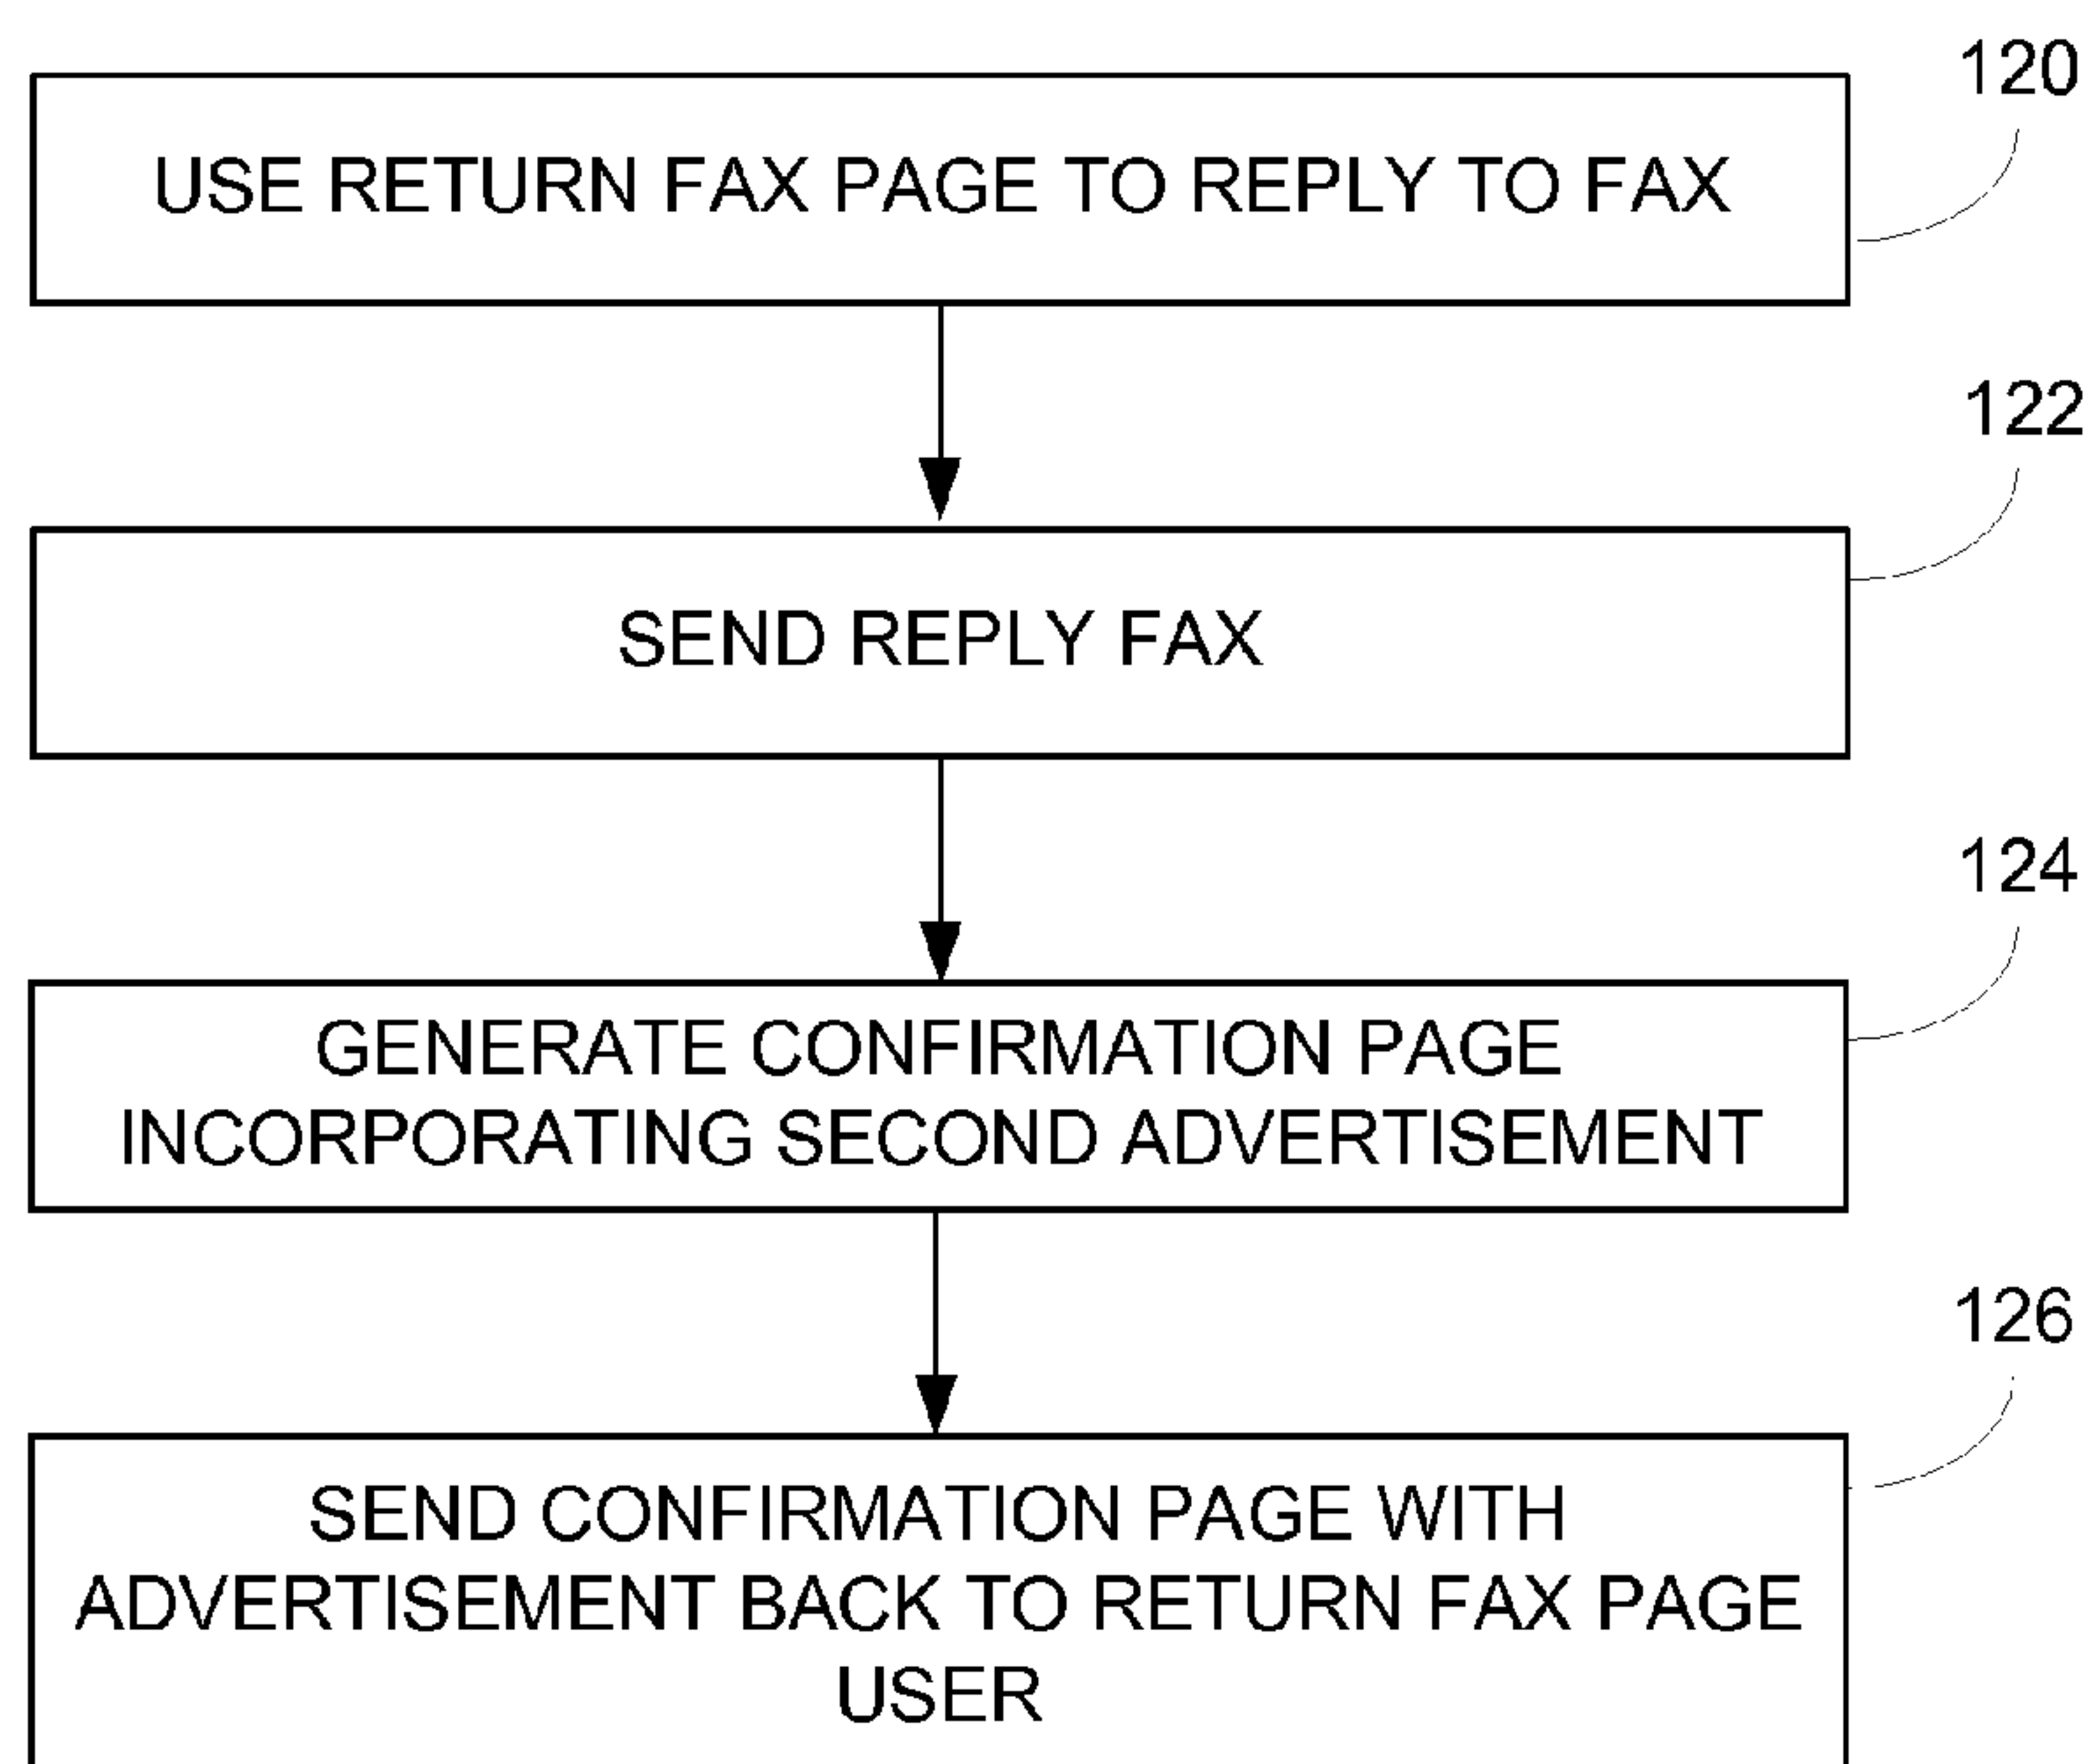 120
USE RETURN FAX PAGE TO REPLY TO FAX
122
SEND REPLY FAX
124
GENERATE CONFIRMATION PAGE
INCORPORATING SECOND ADVERTISEMENT
126
SEND CONFIRMATION PAGE WITH
ADVERTISEMENT BACK TO RETURN FAX PAGE
USER